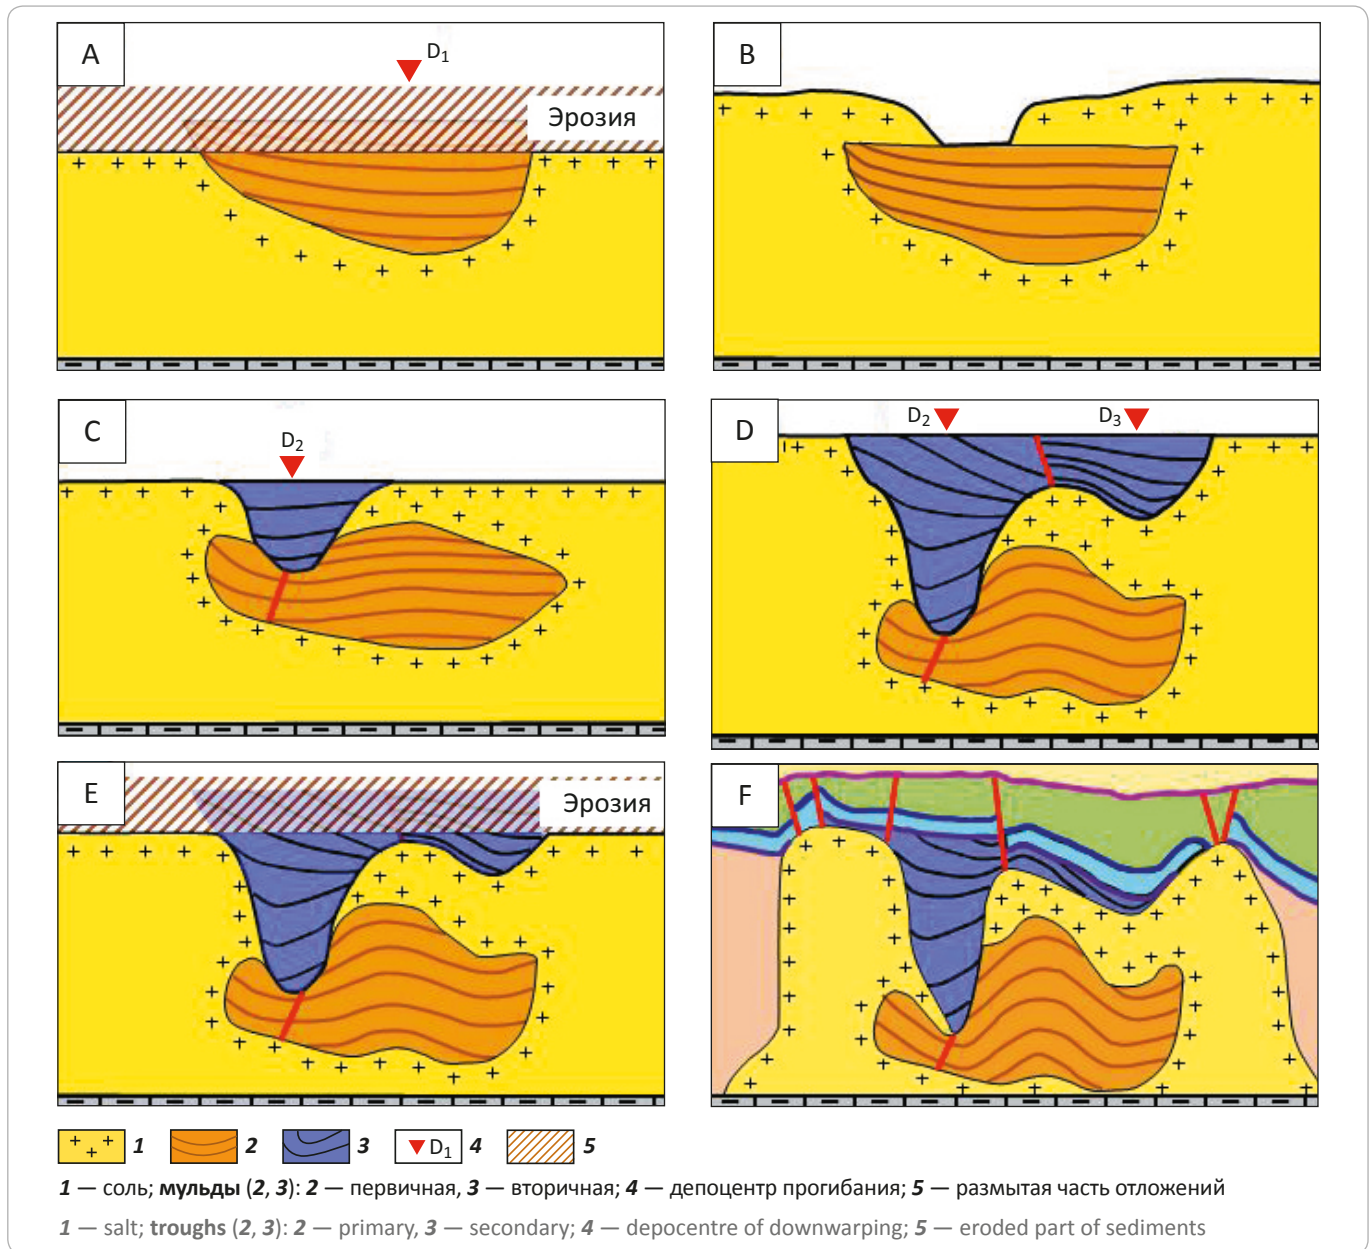 A
D₁
Эрозия
B
C
D₂
D
D₂
D₃
E
Эрозия
F
1
2
3
D₁ 4
5
1 — соль; мульды (2, 3): 2 — первичная, 3 — вторичная; 4 — депоцентр прогибания; 5 — размытая часть отложений
1 — salt; troughs (2, 3): 2 — primary, 3 — secondary; 4 — depocentre of downwarping; 5 — eroded part of sediments